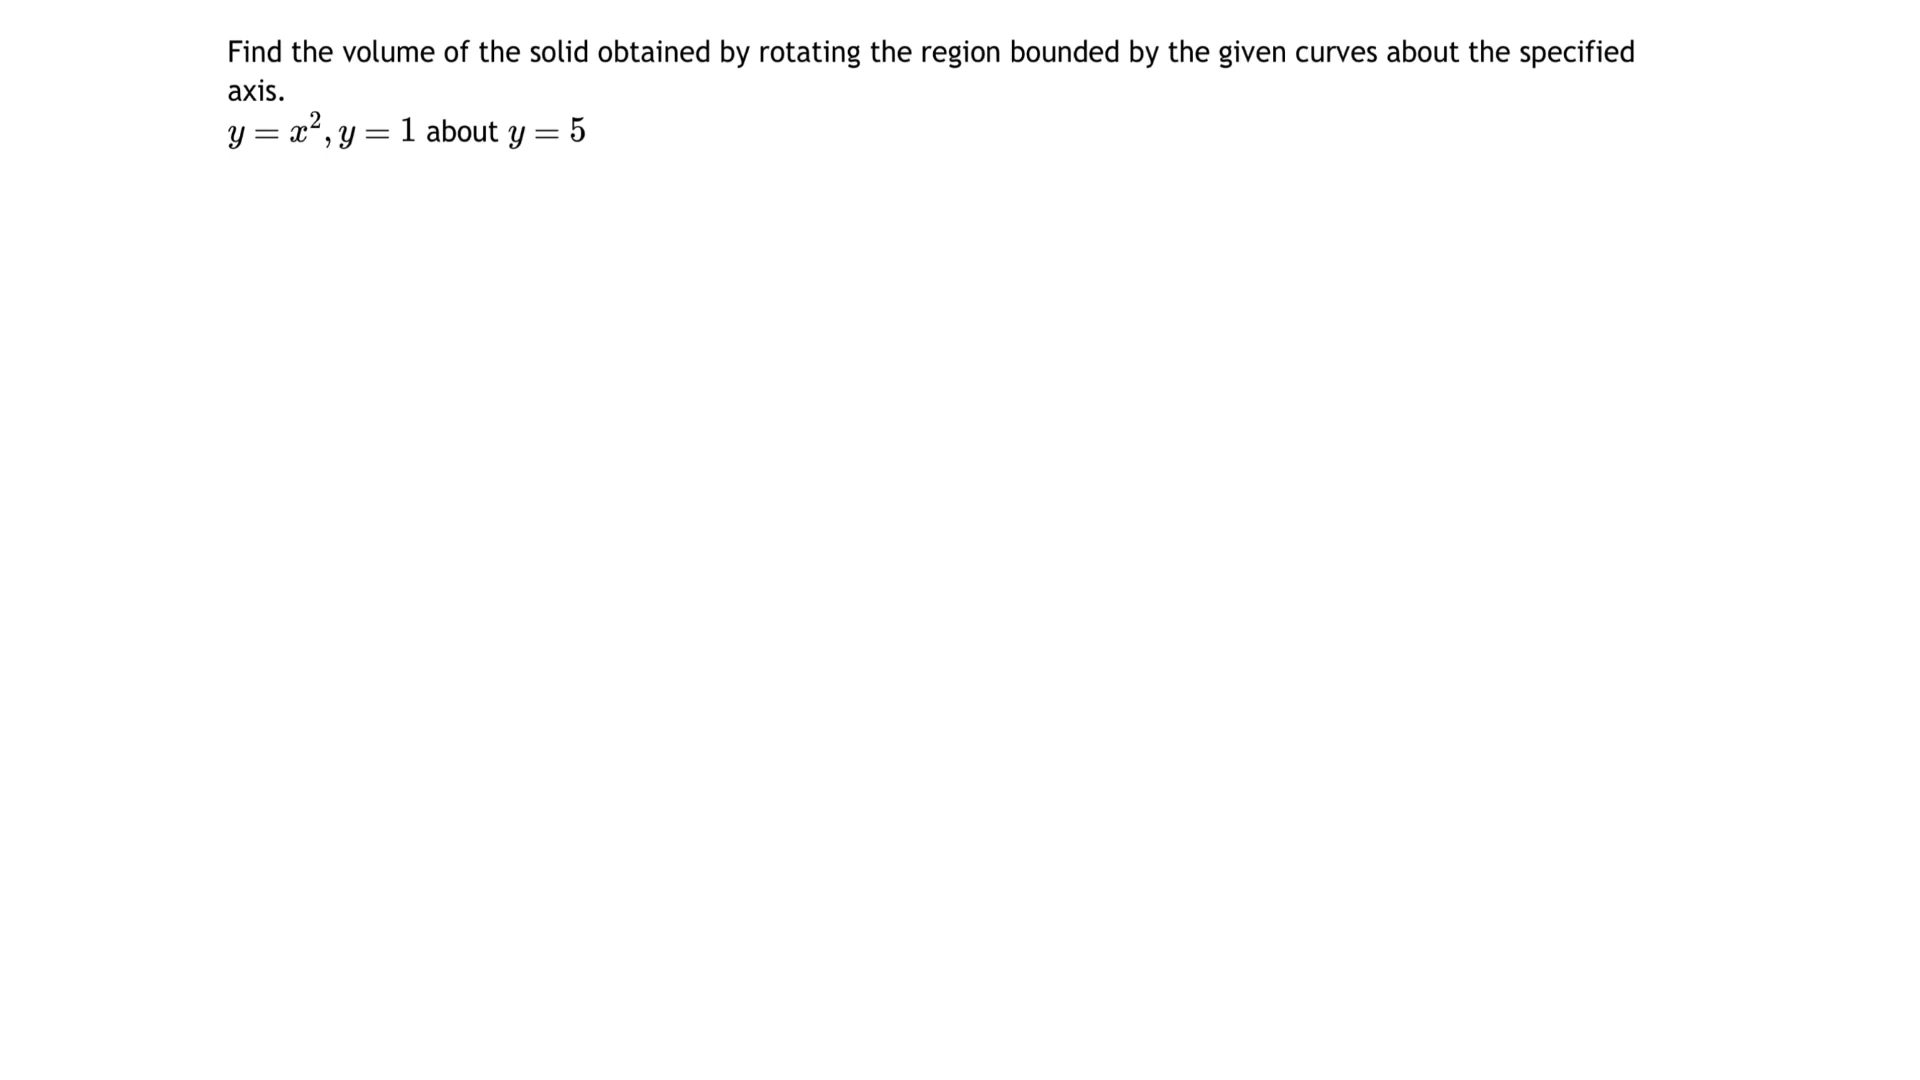 Find the volume of the solid obtained by rotating the region bounded by the given curves about the specified
axis.
y = x², y = 1 about y = 5